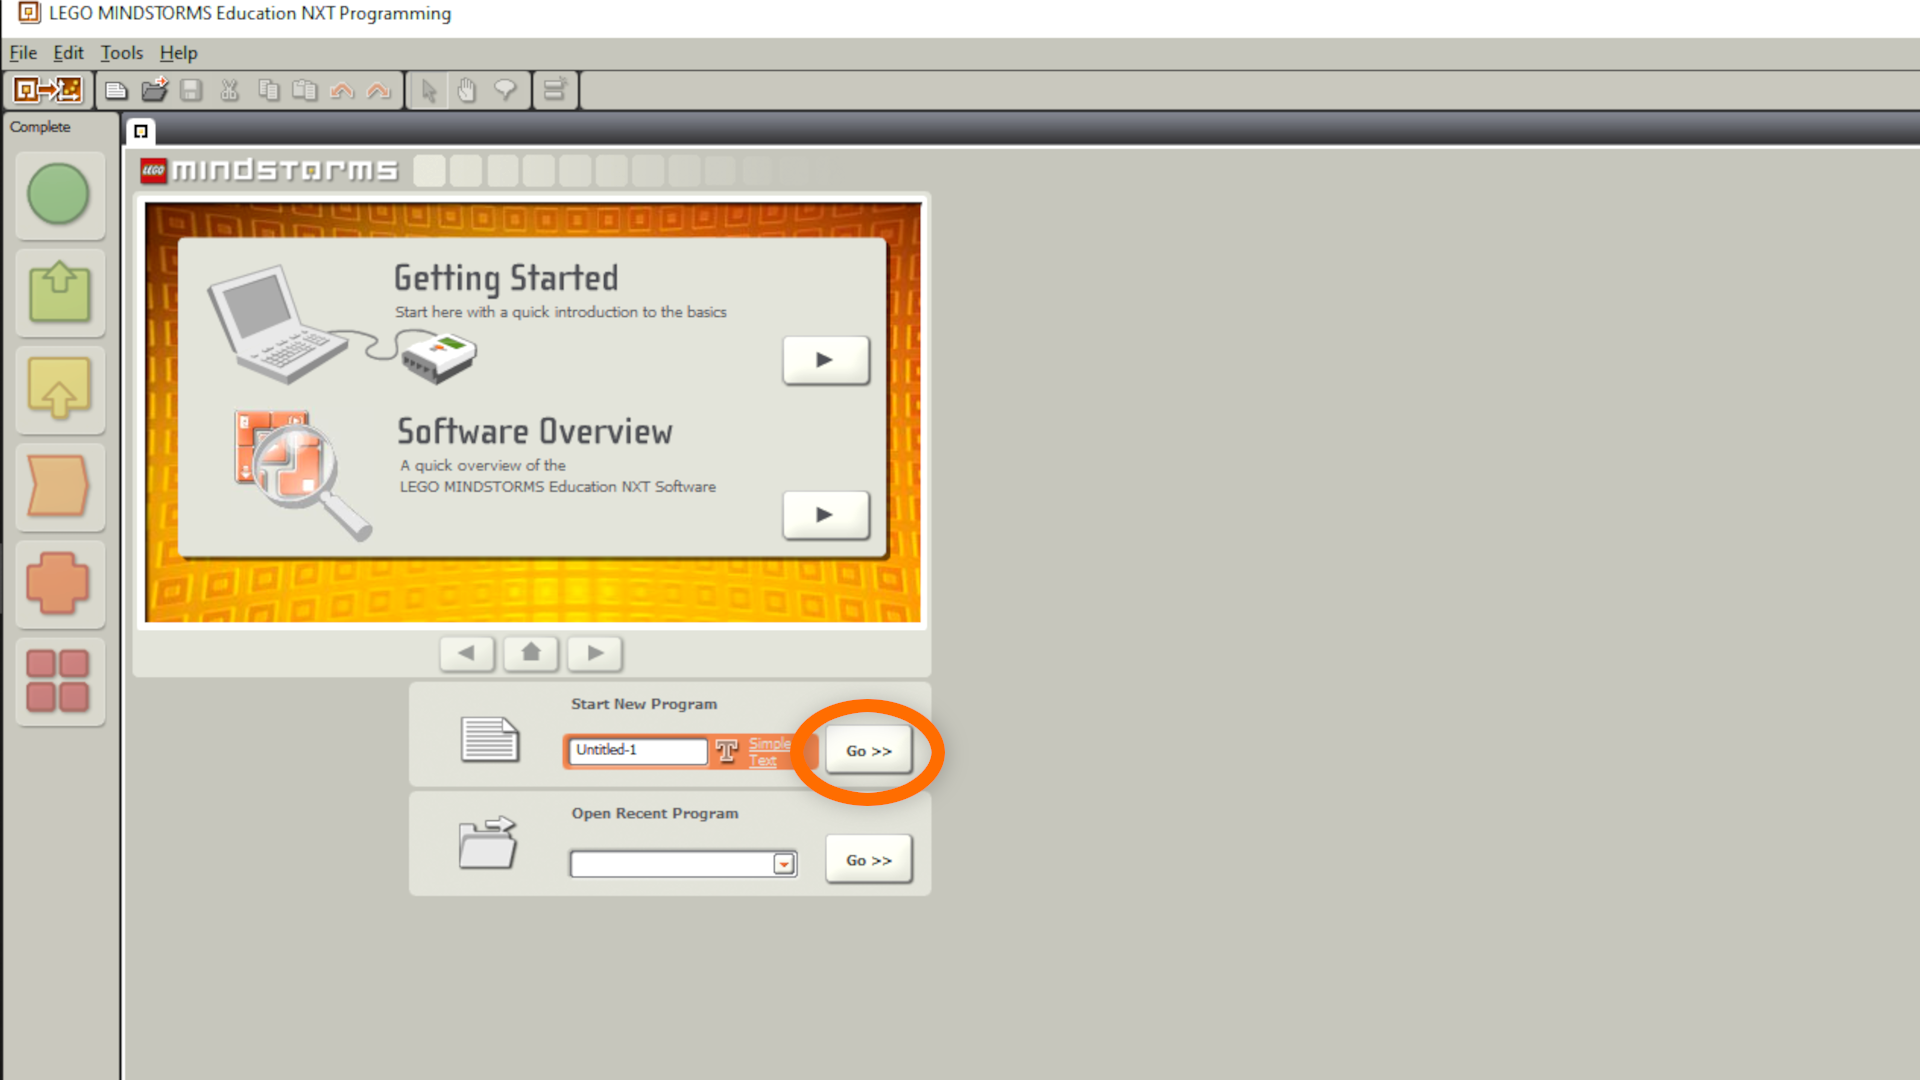 LEGO MINDSTORMS Education NXT Programming
File Edit Tools Help
Complete
LEGO mindstorms
Getting Started
Start here with a quick introduction to the basics
Software Overview
A quick overview of the
LEGO MINDSTORMS Education NXT Software
Start New Program
Untitled-1
T
Simple
Text
Go >>
Open Recent Program
Go >>